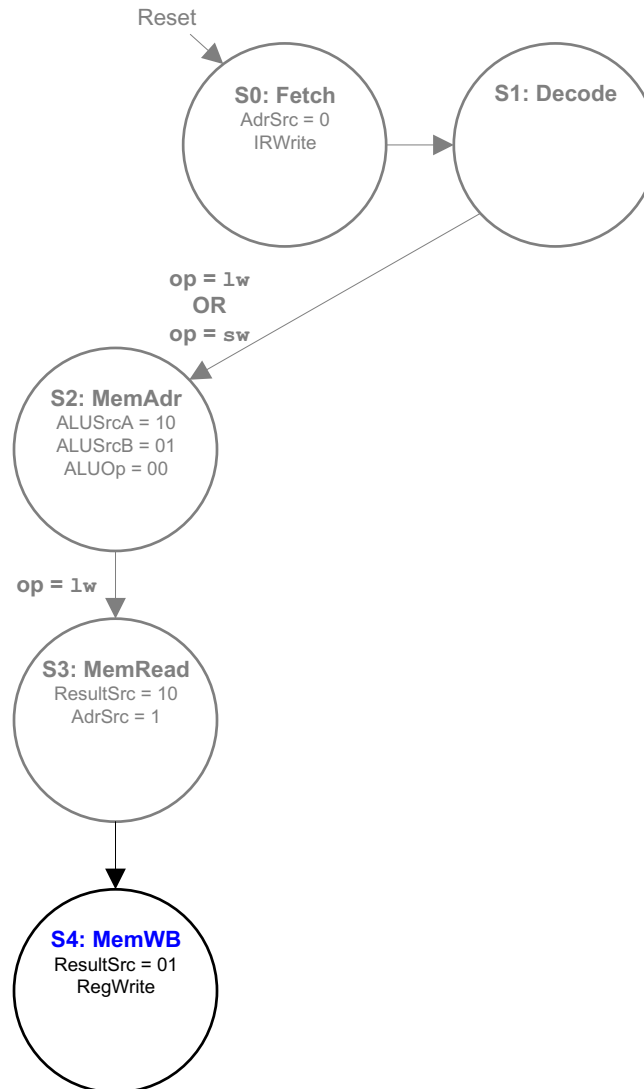 Reset
S0: Fetch
AdrSrc = 0
IRWrite
S1: Decode
op = lw
OR
op = sw
S2: MemAdr
ALUSrcA = 10
ALUSrcB = 01
ALUOp = 00
op = lw
S3: MemRead
ResultSrc = 10
AdrSrc = 1
S4: MemWB
ResultSrc = 01
RegWrite